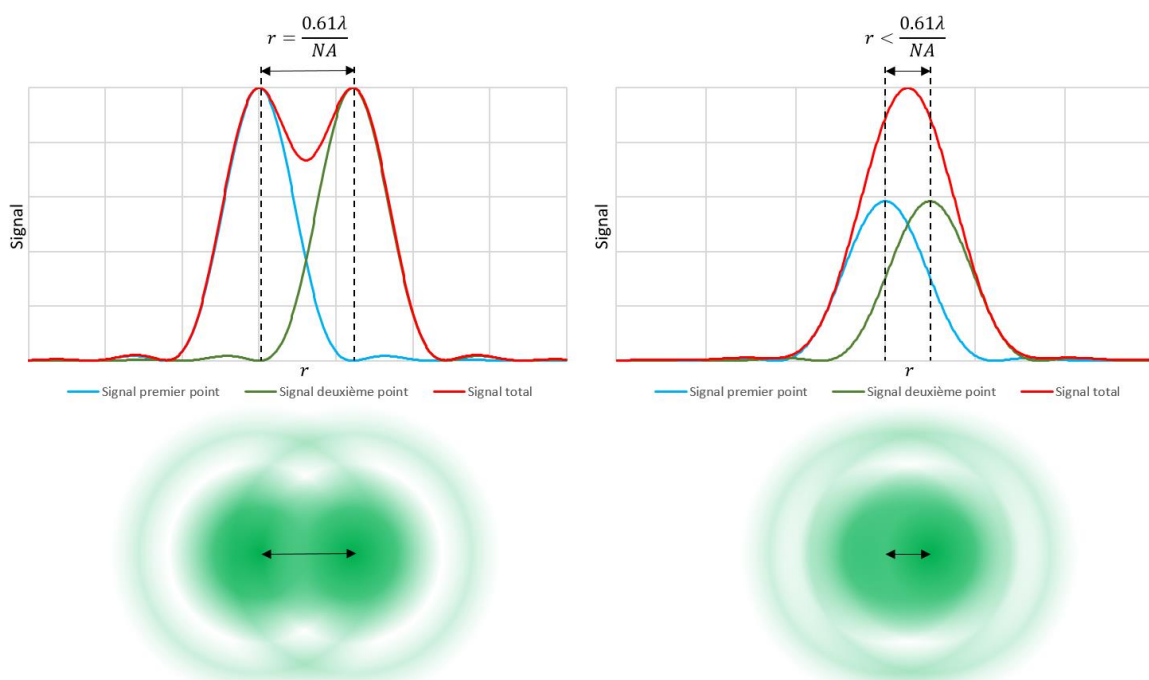 r = 0.61λ / NA
r < 0.61λ / NA
Signal
r
Signal premier point Signal deuxième point Signal total
Signal
r
Signal premier point Signal deuxième point Signal total